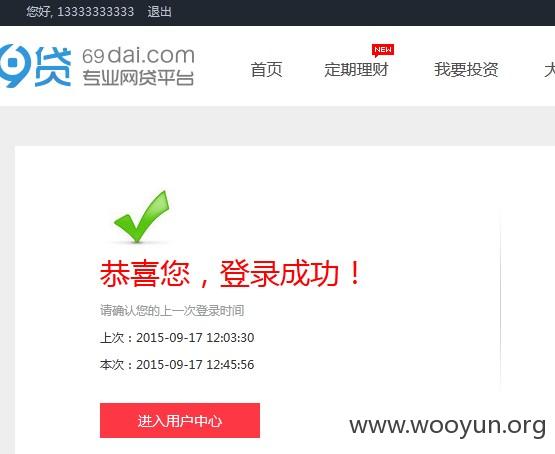 您好, 13333333333 退出
贷 69dai.com
专业网贷平台
NEW
首页 定期理财 我要投资 大
恭喜您，登录成功！
请确认您的上一次登录时间
上次：2015-09-17 12:03:30
本次：2015-09-17 12:45:56
进入用户中心
www.wooyun.org